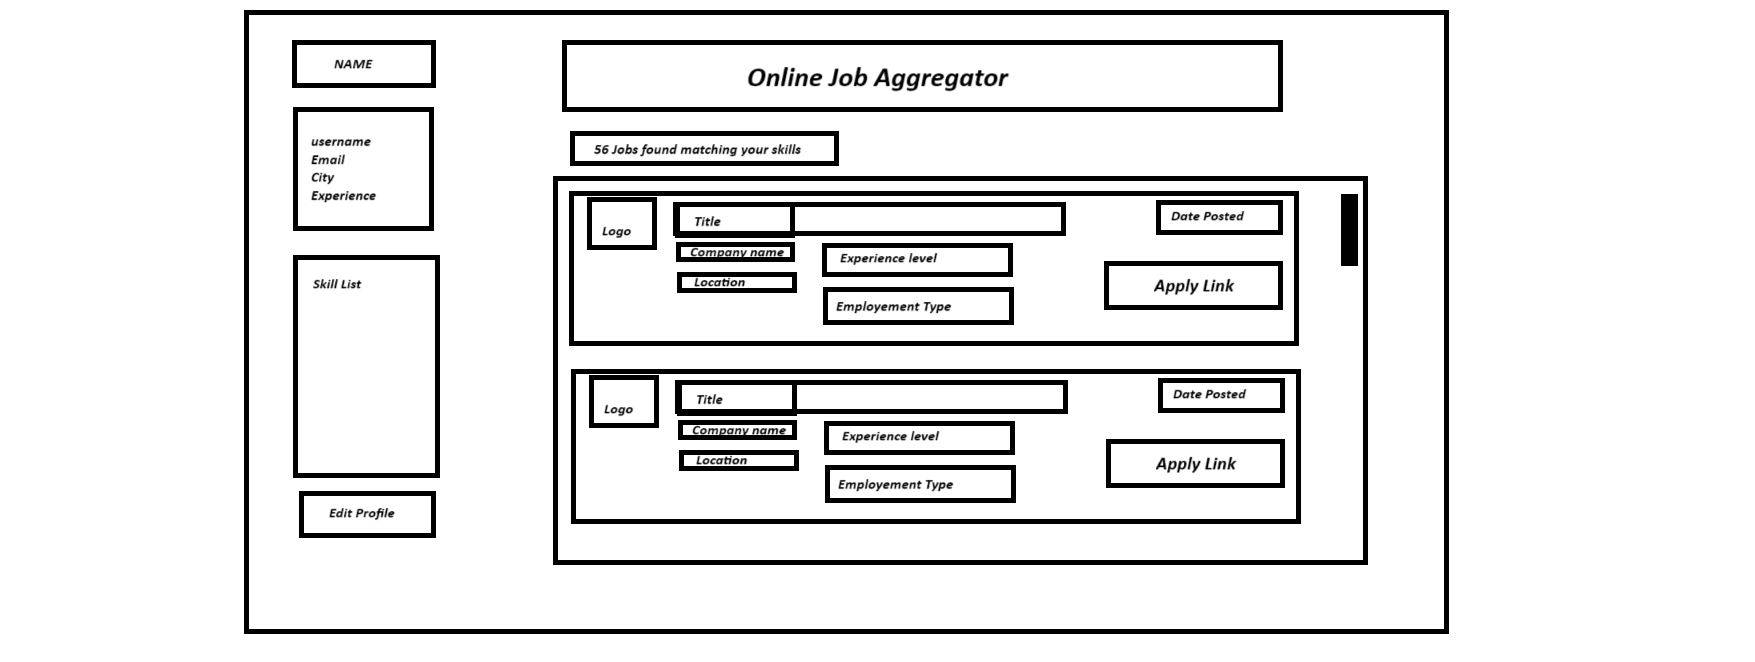 NAME
username
Email
City
Experience
Skill List
Edit Profile
Online Job Aggregator
56 Jobs found matching your skills
Logo
Title
Company name
Location
Experience level
Employement Type
Date Posted
Apply Link
Logo
Title
Company name
Location
Experience level
Employement Type
Date Posted
Apply Link